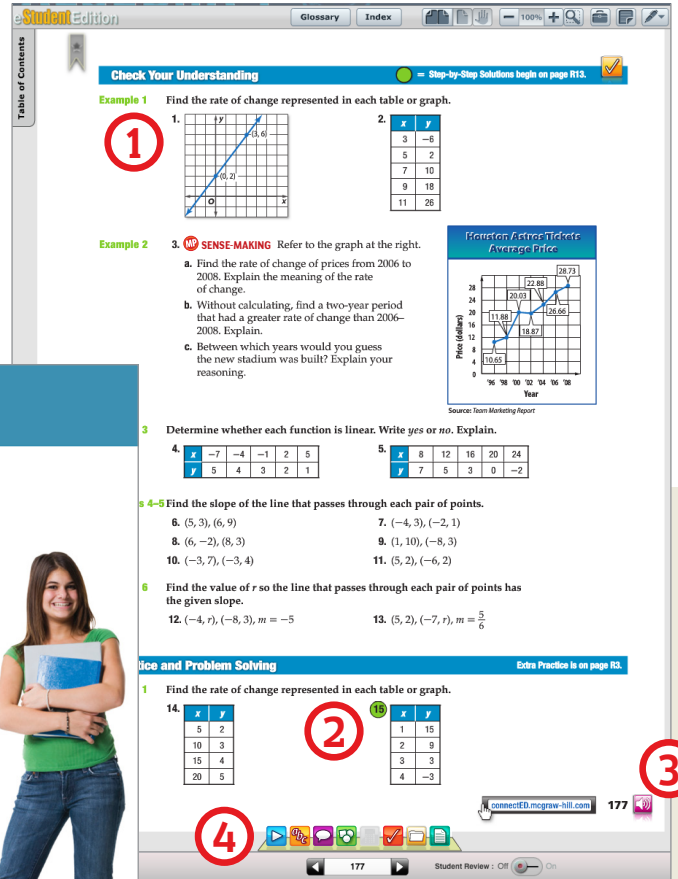 eStudentEdition
Glossary
Index
100%
Table of Contents
Check Your Understanding
= Step-by-Step Solutions begin on page R13.
Example 1 Find the rate of change represented in each table or graph.
1
1.
y
(3, 6)
(0, 2)
O
x
2.
x y
3 −6
5 2
7 10
9 18
11 26
Example 2 3. MP SENSE-MAKING Refer to the graph at the right.
a. Find the rate of change of prices from 2006 to
2008. Explain the meaning of the rate
of change.
b. Without calculating, find a two-year period
that had a greater rate of change than 2006–
2008. Explain.
c. Between which years would you guess
the new stadium was built? Explain your
reasoning.
Houston Astros Tickets
Average Price
Price (dollars)
28
24
20
16
12
8
4
0
10.65
11.88
20.03
18.87
22.88
26.66
28.73
'96 '98 '00 '02 '04 '06 '08
Year
Source: Team Marketing Report
3 Determine whether each function is linear. Write yes or no. Explain.
4.
x −7 −4 −1 2 5
y 5 4 3 2 1
5.
x 8 12 16 20 24
y 7 5 3 0 −2
s 4–5 Find the slope of the line that passes through each pair of points.
6. (5, 3), (6, 9)
7. (−4, 3), (−2, 1)
8. (6, −2), (8, 3)
9. (1, 10), (−8, 3)
10. (−3, 7), (−3, 4)
11. (5, 2), (−6, 2)
6 Find the value of r so the line that passes through each pair of points has
the given slope.
12. (−4, r), (−8, 3), m = −5
13. (5, 2), (−7, r), m = 5/6
tice and Problem Solving
Extra Practice is on page R3.
1 Find the rate of change represented in each table or graph.
14.
x y
5 2
10 3
15 4
20 5
2
15
x y
1 15
2 9
3 3
4 −3
3
connectED.mcgraw-hill.com 177
4
abc
177
Student Review : Off On